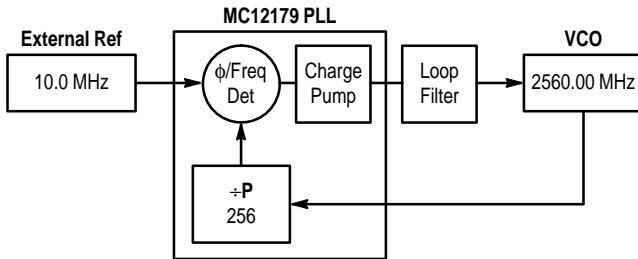 MC12179 PLL
External Ref
VCO
10.0 MHz
ϕ/Freq
Det
Charge
Pump
Loop
Filter
2560.00 MHz
÷P
256